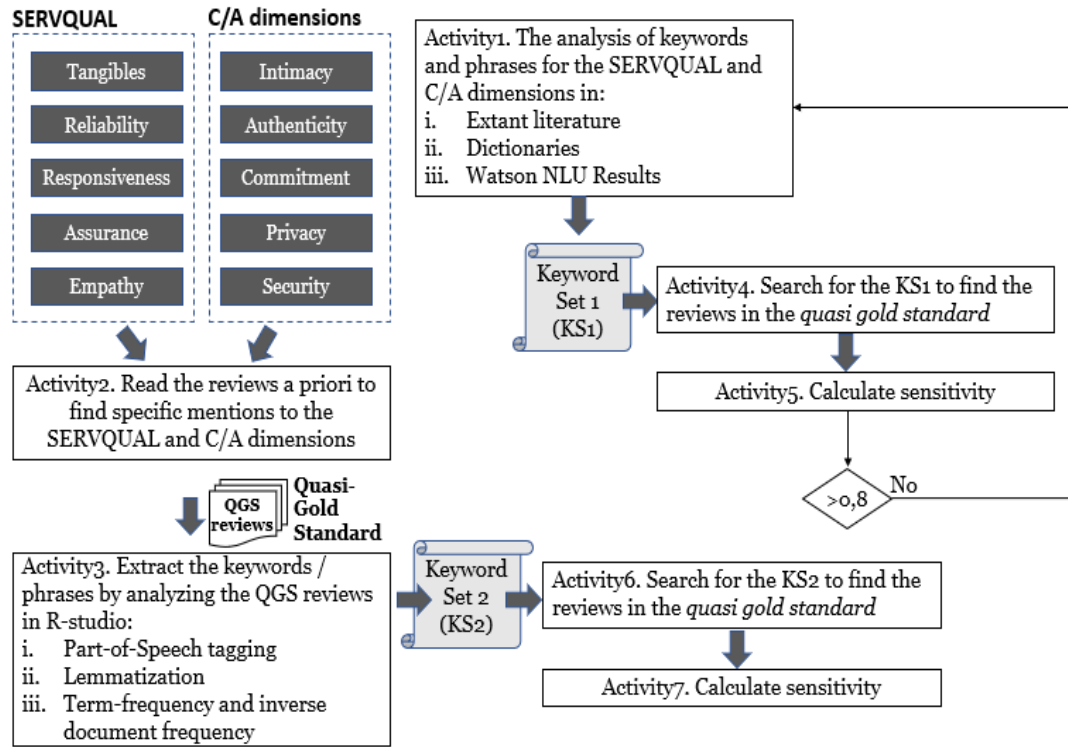 SERVQUAL
Tangibles
Reliability
Responsiveness
Assurance
Empathy
C/A dimensions
Intimacy
Authenticity
Commitment
Privacy
Security
Activity2. Read the reviews a priori to
find specific mentions to the
SERVQUAL and C/A dimensions
QGS
reviews
Quasi-
Gold
Standard
Activity3. Extract the keywords /
phrases by analyzing the QGS reviews
in R-studio:
i. Part-of-Speech tagging
ii. Lemmatization
iii. Term-frequency and inverse
document frequency
Activity1. The analysis of keywords
and phrases for the SERVQUAL and
C/A dimensions in:
i. Extant literature
ii. Dictionaries
iii. Watson NLU Results
Keyword
Set 1
(KS1)
Activity4. Search for the KS1 to find the
reviews in the quasi gold standard
Activity5. Calculate sensitivity
>0,8
No
Keyword
Set 2
(KS2)
Activity6. Search for the KS2 to find the
reviews in the quasi gold standard
Activity7. Calculate sensitivity